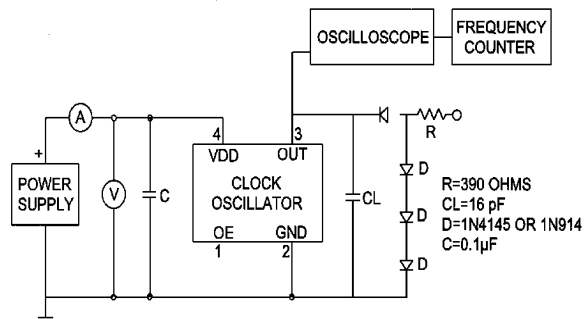 OSCILLOSCOPE
FREQUENCY
COUNTER
A
4
3
R
VDD
OUT
+
POWER
SUPPLY
V
C
CLOCK
OSCILLATOR
CL
D
D
D
R=390 OHMS
CL=16 pF
D=1N4145 OR 1N914
C=0.1µF
OE
GND
1
2